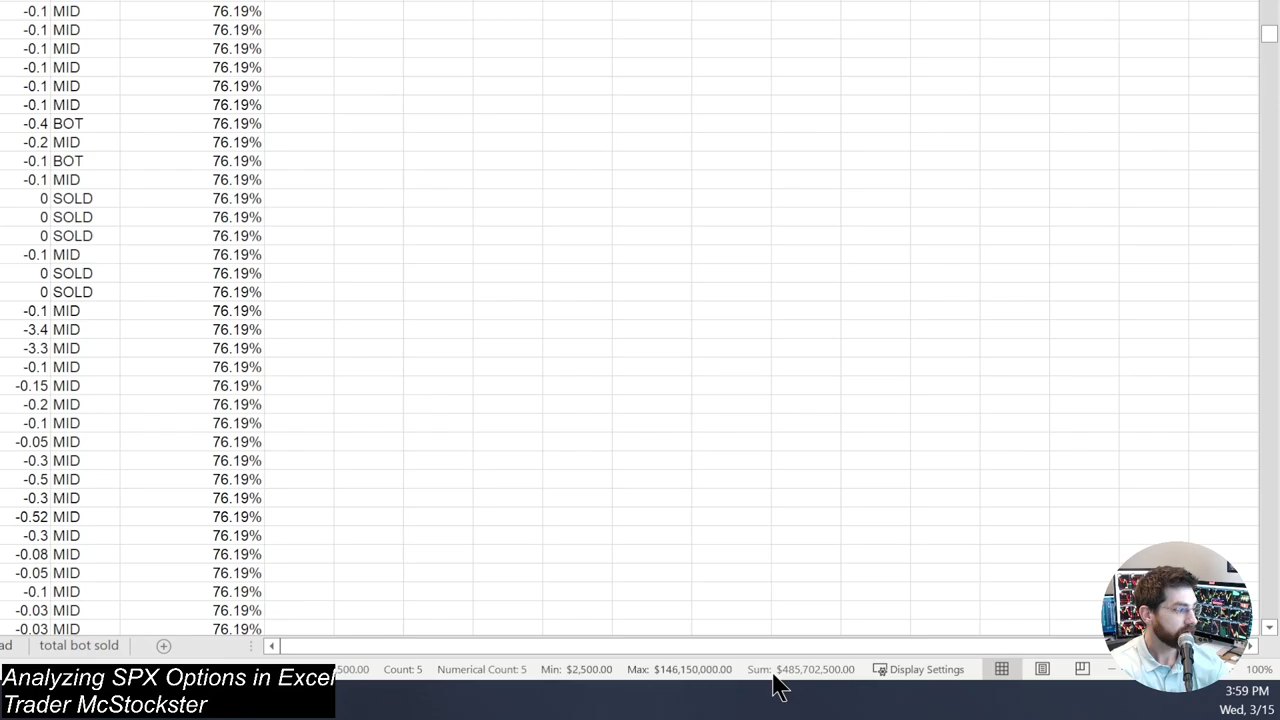 -0.1 MID 76.19%
-0.1 MID 76.19%
-0.1 MID 76.19%
-0.1 MID 76.19%
-0.1 MID 76.19%
-0.1 MID 76.19%
-0.4 BOT 76.19%
-0.2 MID 76.19%
-0.1 BOT 76.19%
-0.1 MID 76.19%
0 SOLD 76.19%
0 SOLD 76.19%
0 SOLD 76.19%
-0.1 MID 76.19%
0 SOLD 76.19%
0 SOLD 76.19%
-0.1 MID 76.19%
-3.4 MID 76.19%
-3.3 MID 76.19%
-0.1 MID 76.19%
-0.15 MID 76.19%
-0.2 MID 76.19%
-0.1 MID 76.19%
-0.05 MID 76.19%
-0.3 MID 76.19%
-0.5 MID 76.19%
-0.3 MID 76.19%
-0.52 MID 76.19%
-0.3 MID 76.19%
-0.08 MID 76.19%
-0.05 MID 76.19%
-0.1 MID 76.19%
-0.03 MID 76.19%
-0.03 MID 76.19%
ad total bot sold
500.00 Count: 5 Numerical Count: 5 Min: $2,500.00 Max: $146,150,000.00 Sum: $485,702,500.00 Display Settings 100%
Analyzing SPX Options in Excel
Trader McStockster
3:59 PM
Wed, 3/15